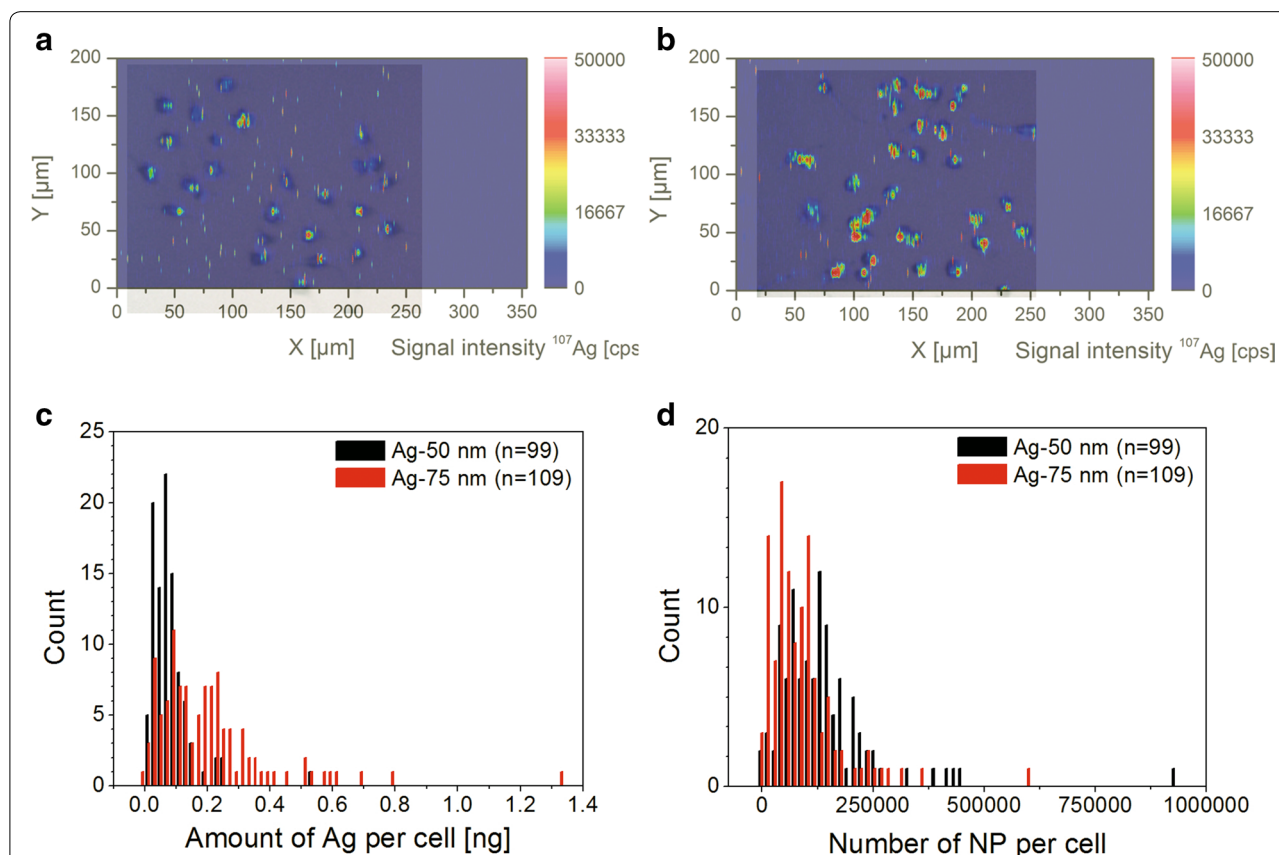 a
200
150
100
50
0
Y [µm]
0 50 100 150 200 250 300 350
X [µm]
50000
33333
16667
0
Signal intensity ¹⁰⁷Ag [cps
b
200
150
100
50
0
Y [µm]
0 50 100 150 200 250 300 350
X [µm]
50000
33333
16667
0
Signal intensity ¹⁰⁷Ag [cps]
c
25
20
15
10
5
0
Count
Ag-50 nm (n=99)
Ag-75 nm (n=109)
0.0 0.2 0.4 0.6 0.8 1.0 1.2 1.4
Amount of Ag per cell [ng]
d
20
10
0
Count
Ag-50 nm (n=99)
Ag-75 nm (n=109)
0 250000 500000 750000 1000000
Number of NP per cell